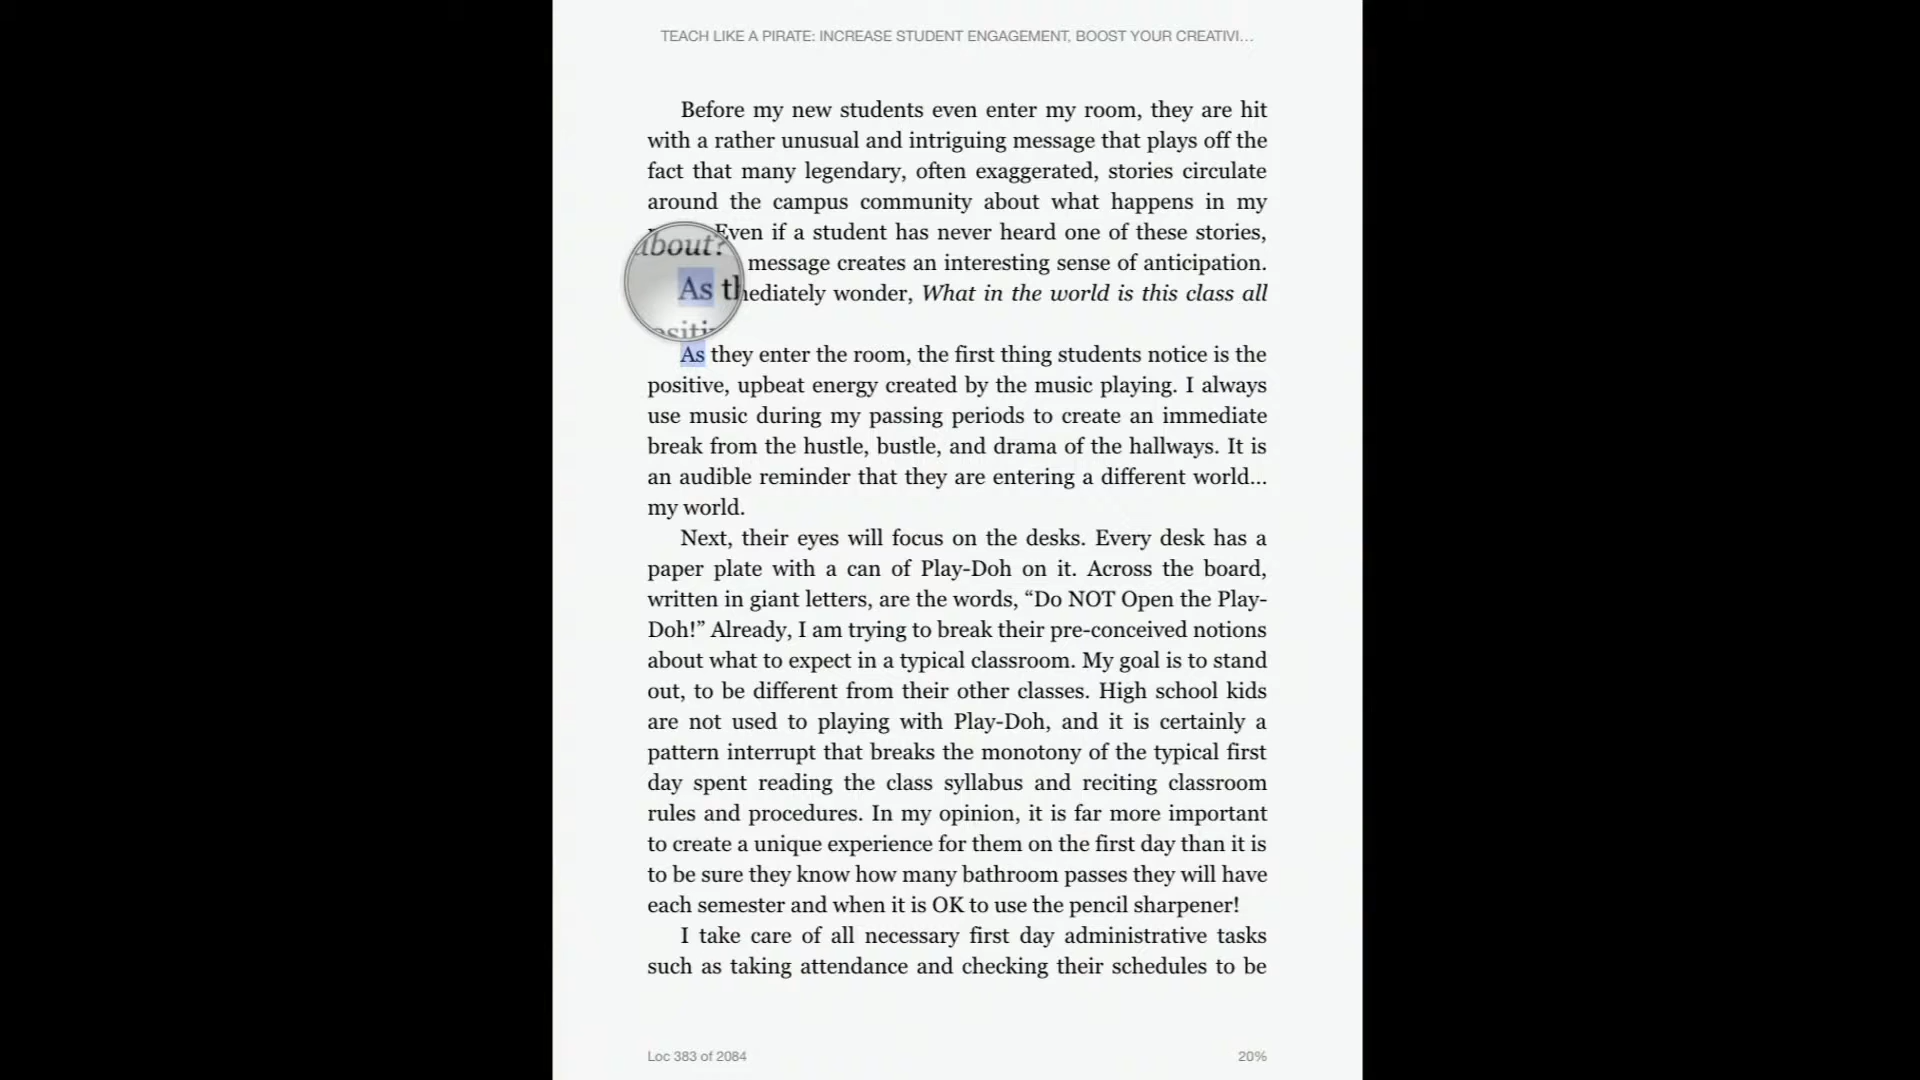 TEACH LIKE A PIRATE: INCREASE STUDENT ENGAGEMENT, BOOST YOUR CREATIVI...
Before my new students even enter my room, they are hit
with a rather unusual and intriguing message that plays off the
fact that many legendary, often exaggerated, stories circulate
around the campus community about what happens in my
Even if a student has never heard one of these stories,
message creates an interesting sense of anticipation.
wonder, What in the world is this class all
about?
As
As they enter the room, the first thing students notice is the
positive, upbeat energy created by the music playing. I always
use music during my passing periods to create an immediate
break from the hustle, bustle, and drama of the hallways. It is
an audible reminder that they are entering a different world...
my world.
Next, their eyes will focus on the desks. Every desk has a
paper plate with a can of Play-Doh on it. Across the board,
written in giant letters, are the words, “Do NOT Open the Play-
Doh!” Already, I am trying to break their pre-conceived notions
about what to expect in a typical classroom. My goal is to stand
out, to be different from their other classes. High school kids
are not used to playing with Play-Doh, and it is certainly a
pattern interrupt that breaks the monotony of the typical first
day spent reading the class syllabus and reciting classroom
rules and procedures. In my opinion, it is far more important
to create a unique experience for them on the first day than it is
to be sure they know how many bathroom passes they will have
each semester and when it is OK to use the pencil sharpener!
I take care of all necessary first day administrative tasks
such as taking attendance and checking their schedules to be
Loc 383 of 2084
20%